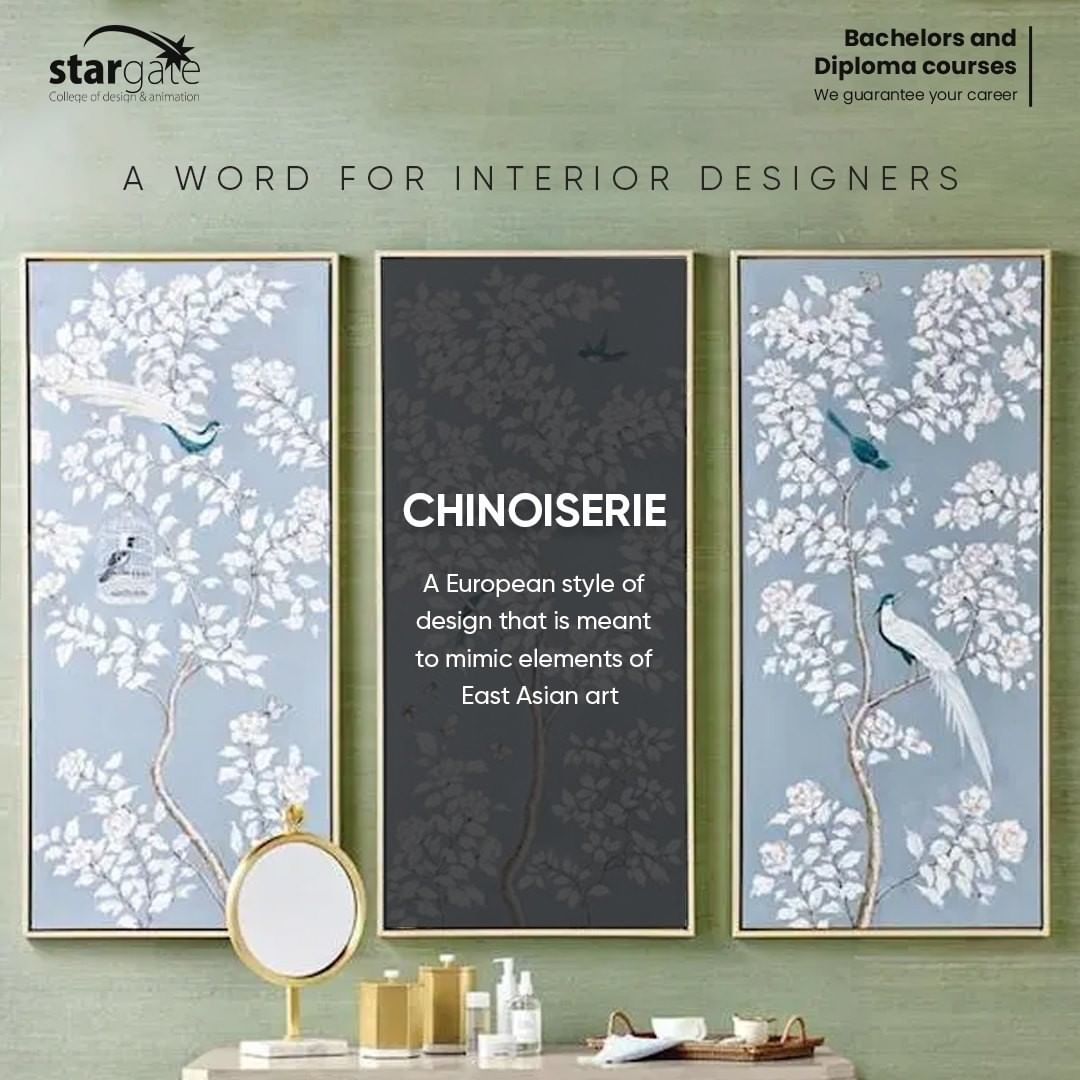 stargate
College of design & animation
Bachelors and
Diploma courses
We guarantee your career
A WORD FOR INTERIOR DESIGNERS
CHINOISERIE
A European style of
design that is meant
to mimic elements of
East Asian art